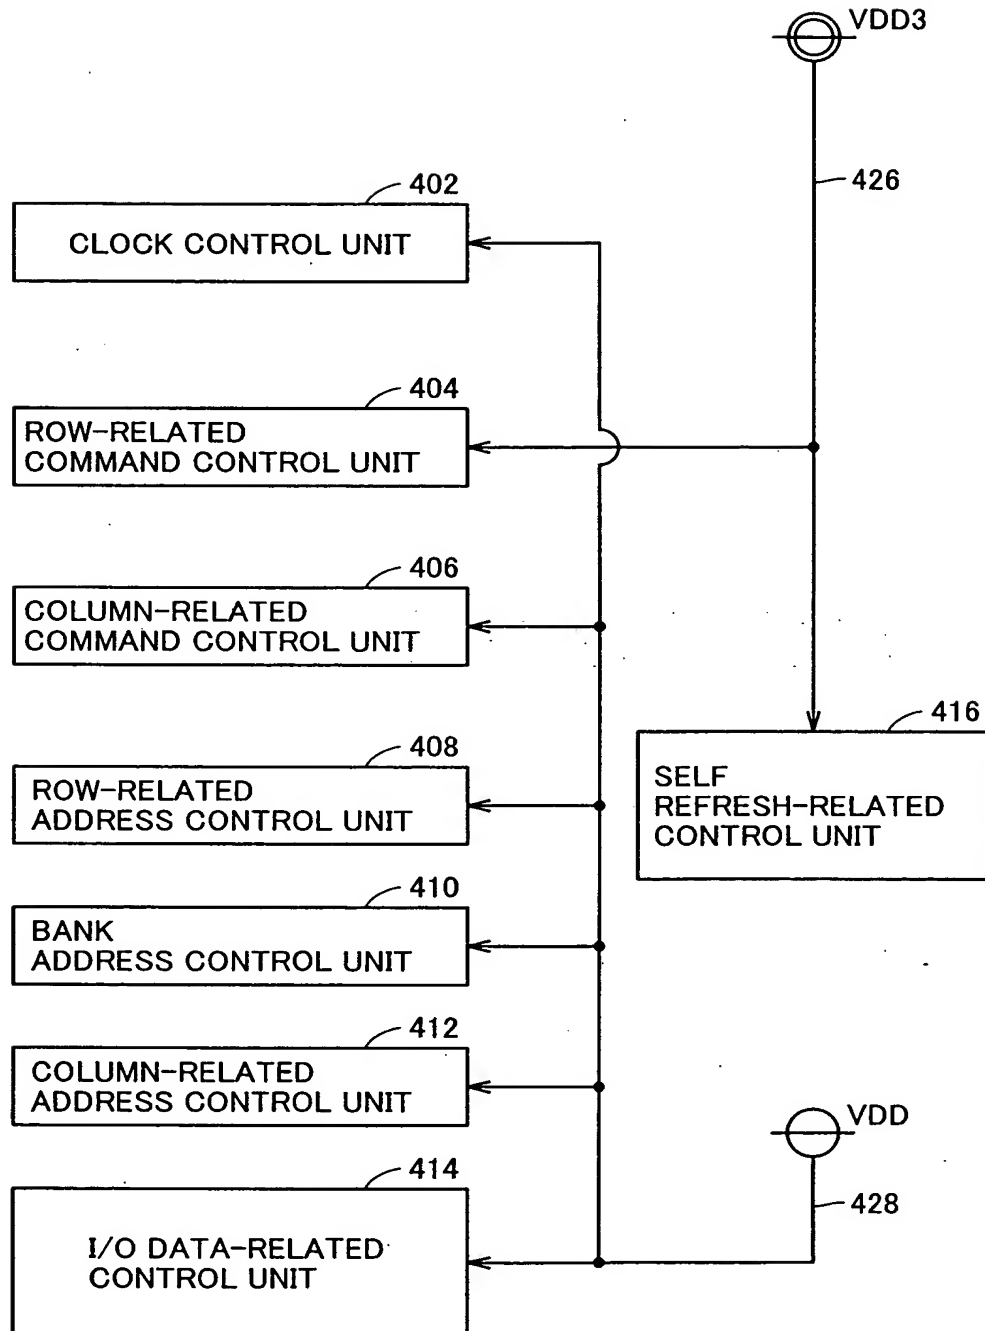 VDD3
426
402
CLOCK CONTROL UNIT
404
ROW-RELATED
COMMAND CONTROL UNIT
406
COLUMN-RELATED
COMMAND CONTROL UNIT
416
SELF
REFRESH-RELATED
CONTROL UNIT
408
ROW-RELATED
ADDRESS CONTROL UNIT
410
BANK
ADDRESS CONTROL UNIT
412
COLUMN-RELATED
ADDRESS CONTROL UNIT
VDD
428
414
I/O DATA-RELATED
CONTROL UNIT